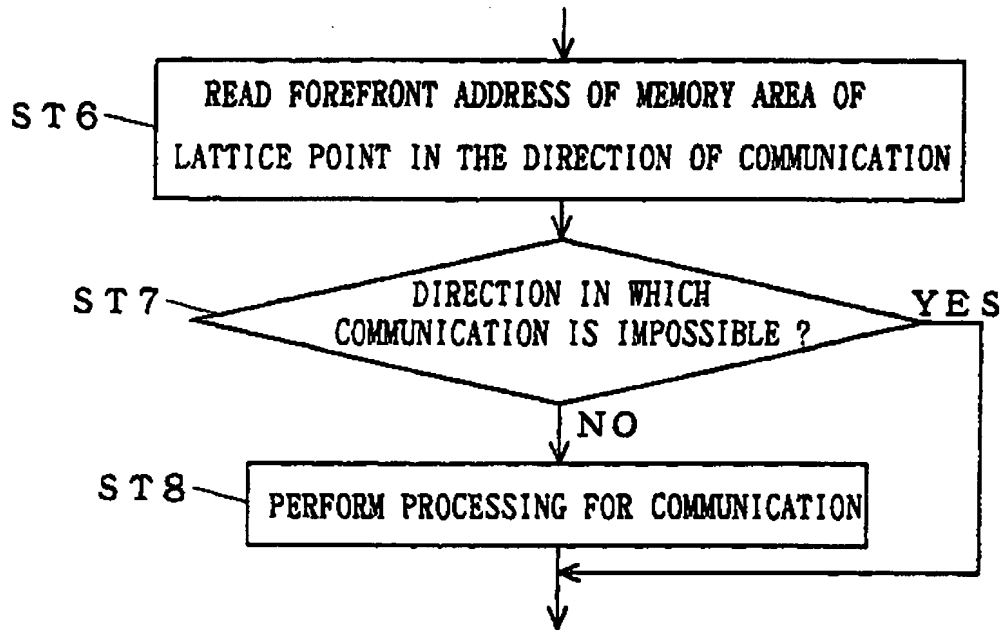 READ FOREFRONT ADDRESS OF MEMORY AREA OF
ST6
LATTICE POINT IN THE DIRECTION OF COMMUNICATION
ST7
DIRECTION IN WHICH
COMMUNICATION IS IMPOSSIBLE ?
YES
NO
ST8
PERFORM PROCESSING FOR COMMUNICATION